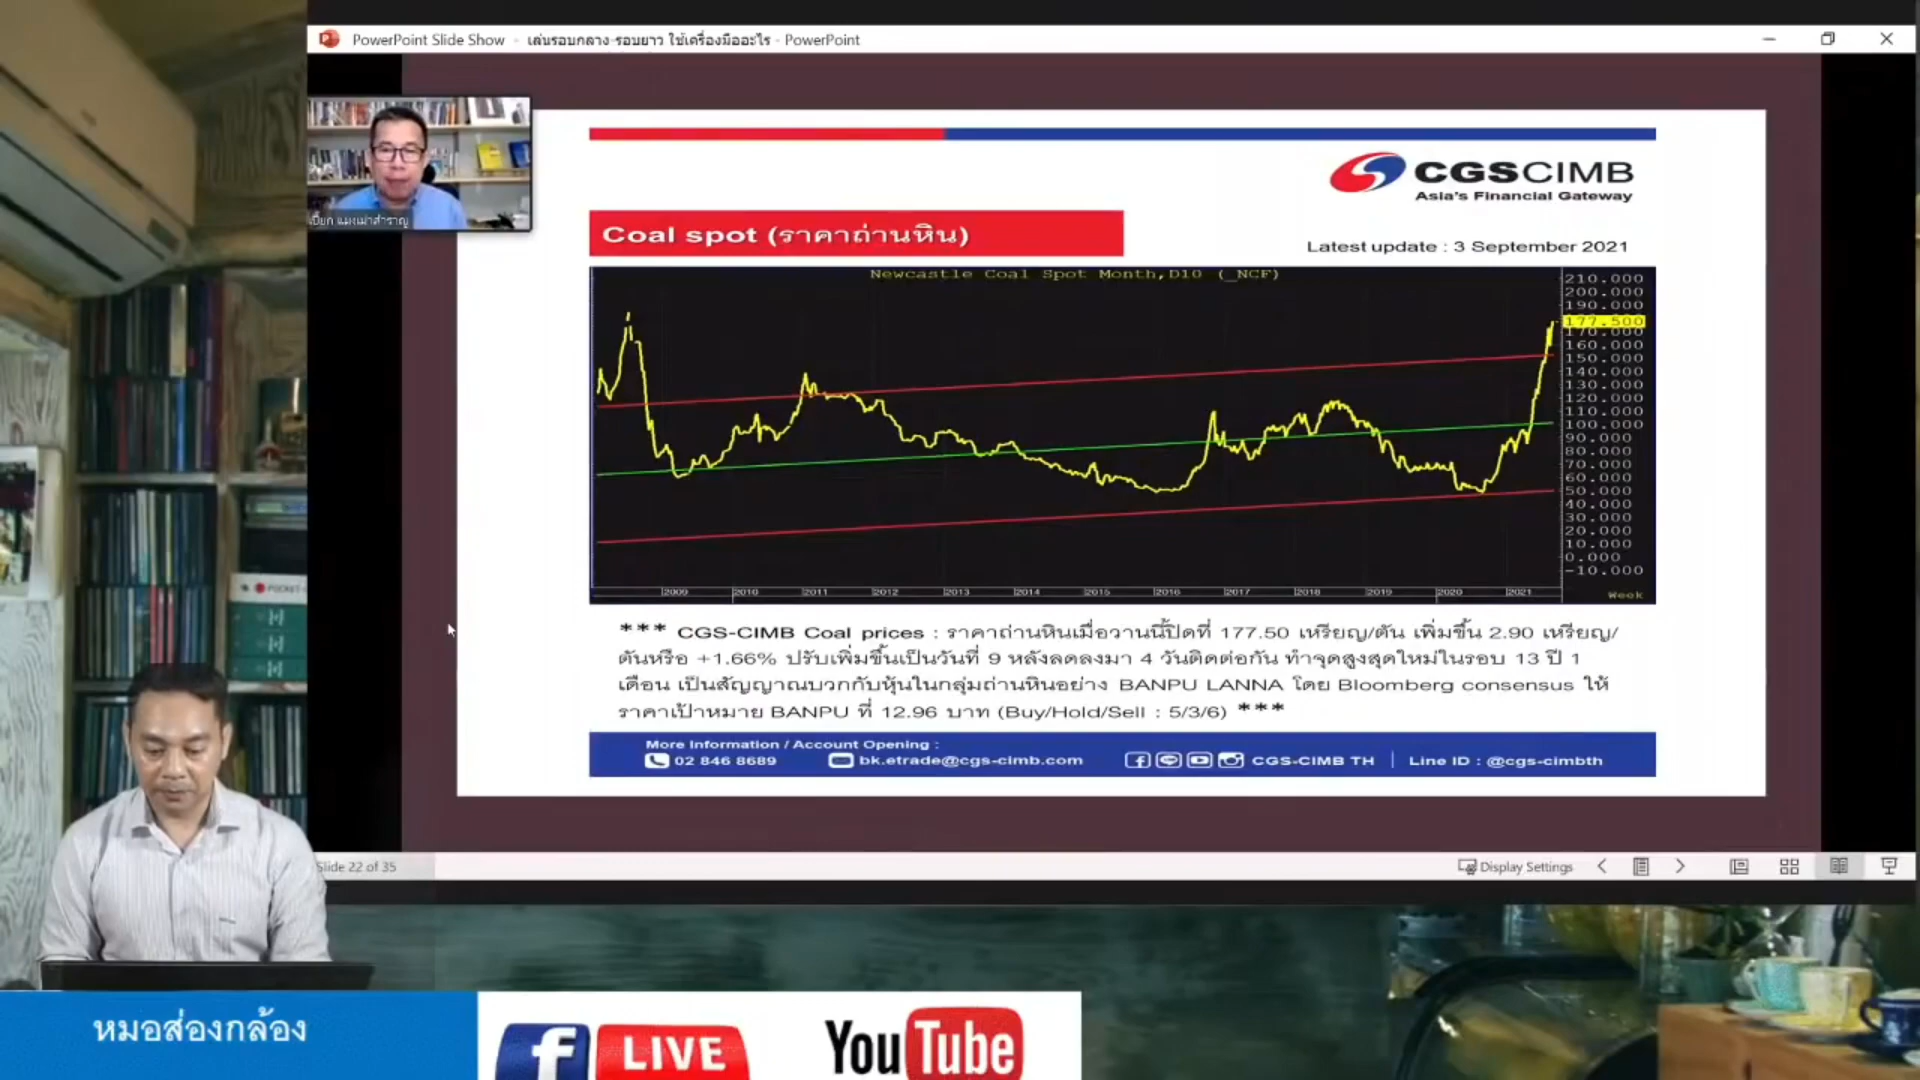 PowerPoint Slide Show - เล่นรอบกลาง รอบยาว ใช้เครื่องมืออะไร - PowerPoint
เปี๊ยก แมงเม่าสำราญ
CGSCIMB
Asia's Financial Gateway
Coal spot (ราคาถ่านหิน)
Latest update : 3 September 2021
Newcastle Coal Spot Month,D10 (_NCF)
210.000
200.000
190.000
177.500
170.000
160.000
150.000
140.000
130.000
120.000
110.000
100.000
90.000
80.000
70.000
60.000
50.000
40.000
30.000
20.000
10.000
0.000
-10.000
2009 2010 2011 2012 2013 2014 2015 2016 2017 2018 2019 2020 2021 Week
*** CGS-CIMB Coal prices : ราคาถ่านหินเมื่อวานนี้ปิดที่ 177.50 เหรียญ/ตัน เพิ่มขึ้น 2.90 เหรียญ/
ตันหรือ +1.66% ปรับเพิ่มขึ้นเป็นวันที่ 9 หลังลดลงมา 4 วันติดต่อกัน ทำจุดสูงสุดใหม่ในรอบ 13 ปี 1
เดือน เป็นสัญญาณบวกกับหุ้นในกลุ่มถ่านหินอย่าง BANPU LANNA โดย Bloomberg consensus ให้
ราคาเป้าหมาย BANPU ที่ 12.96 บาท (Buy/Hold/Sell : 5/3/6) ***
More Information / Account Opening :
02 846 8689 bk.etrade@cgs-cimb.com CGS-CIMB TH | Line ID : @cgs-cimbth
Slide 22 of 35 Display Settings
หมอส่องกล้อง
f LIVE YouTube